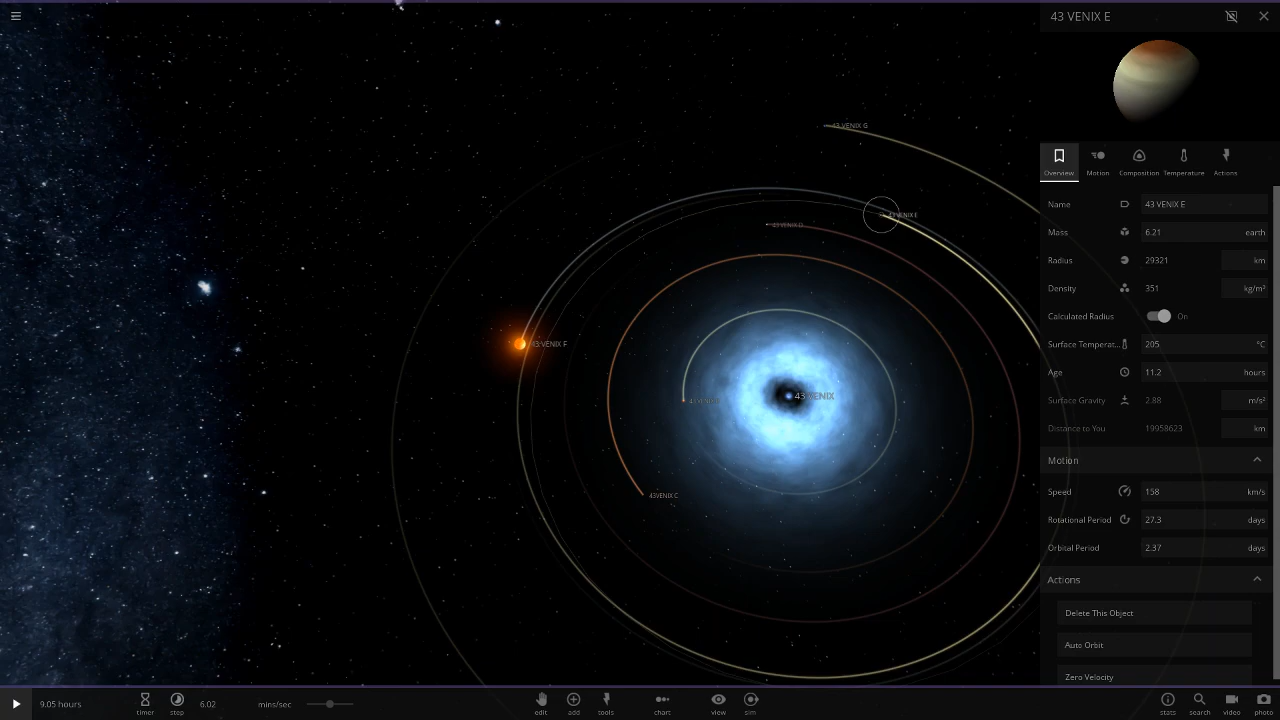 43 VENIX E
43 VENIX G
43 VENIX E
43 VENIX D
43 VENIX F
43 VENIX
43 VENIX C
Overview
Motion
Composition
Temperature
Actions
Name
43 VENIX E
Mass
6.21
earth
Radius
29321
km
Density
351
kg/m³
Calculated Radius
On
Surface Temperat...
205
°C
Age
11.2
hours
Surface Gravity
2.88
m/s²
Distance to You
19958623
km
Motion
Speed
158
km/s
Rotational Period
27.3
days
Orbital Period
2.37
days
Actions
Delete This Object
Auto Orbit
Zero Velocity
9.05 hours
timer
step
6.02
mins/sec
edit
add
tools
chart
view
sim
stats
search
video
photo